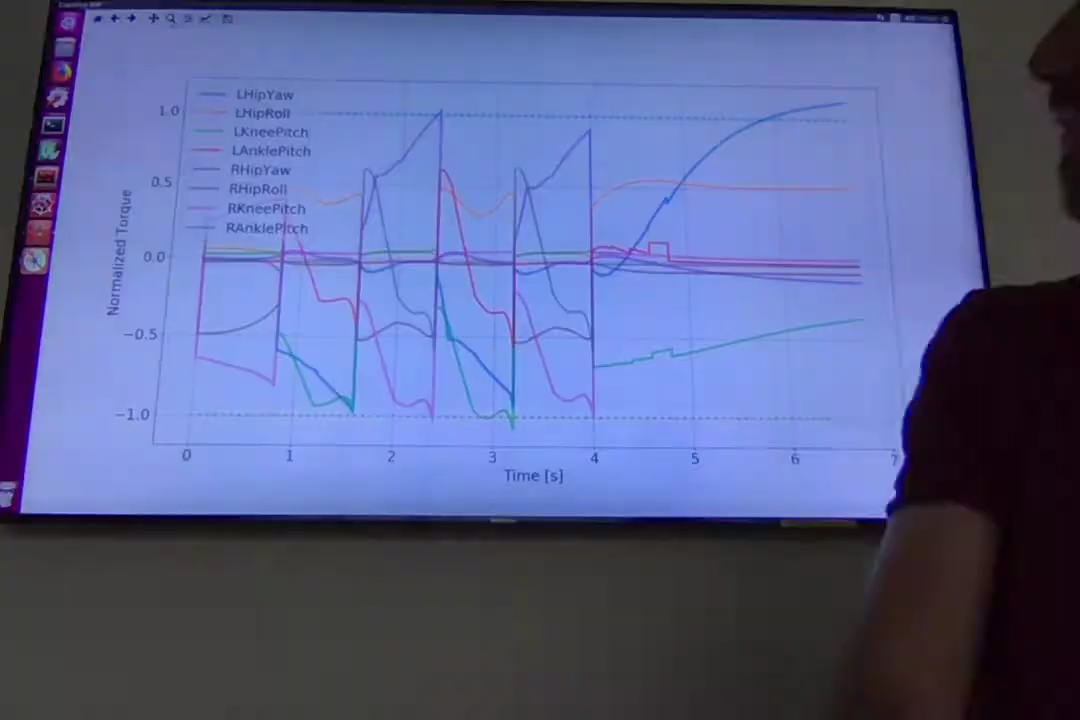 LHipYaw
LHipRoll
LKneePitch
LAnklePitch
RHipYaw
RHipRoll
RKneePitch
RAnklePitch
1.0
0.5
0.0
−0.5
−1.0
Normalized Torque
0 1 2 3 4 5 6 7
Time [s]